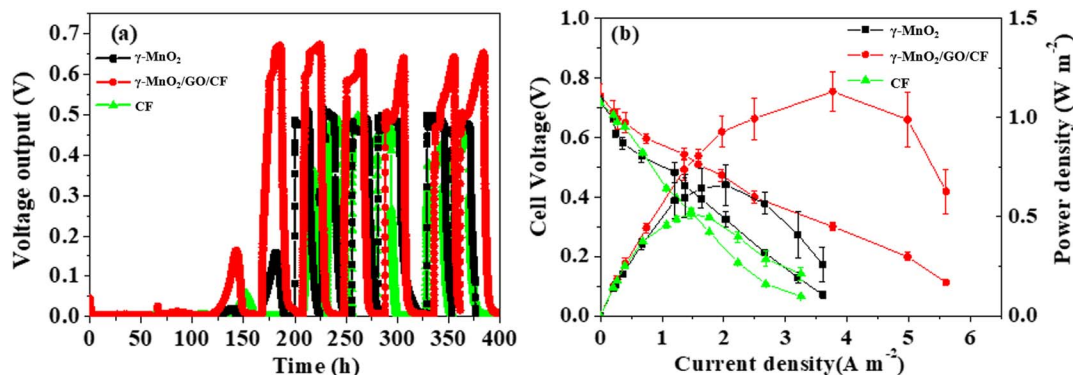 (a)
γ-MnO₂
γ-MnO₂/GO/CF
CF
Voltage output (V)
0.7
0.6
0.5
0.4
0.3
0.2
0.1
0.0
0 50 100 150 200 250 300 350 400
Time (h)
(b)
γ-MnO₂
γ-MnO₂/GO/CF
CF
Cell Voltage(V)
1.0
0.8
0.6
0.4
0.2
0.0
0 1 2 3 4 5 6
Current density(A m⁻²)
1.5
1.0
0.5
0.0
Power density (W m⁻²)